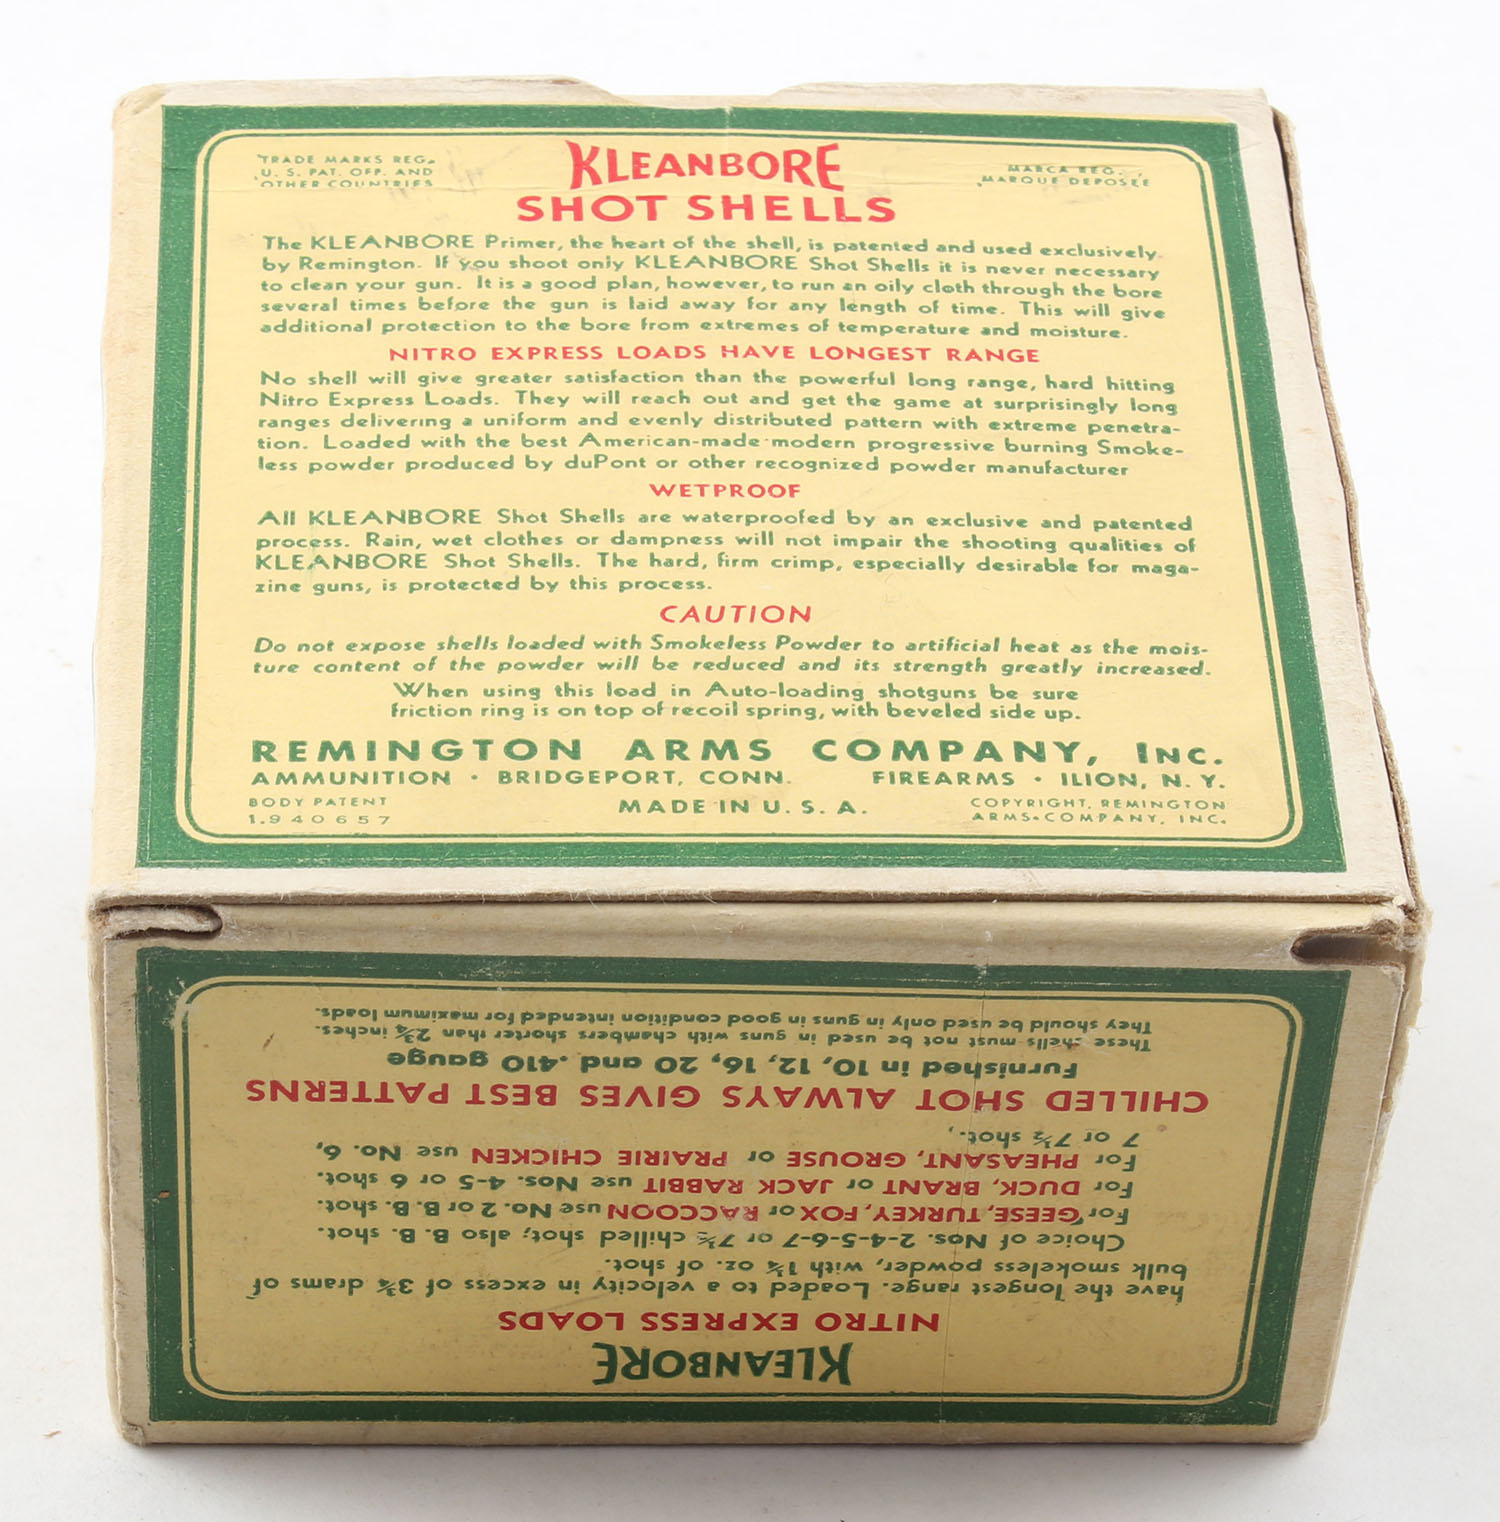 TRADE MARKS REG.
U. S. PAT. OFF. AND
OTHER COUNTRIES
KLEANBORE
MARCA REG.
MARQUE DEPOSÉE
SHOT SHELLS
The KLEANBORE Primer, the heart of the shell, is patented and used exclusively
by Remington. If you shoot only KLEANBORE Shot Shells it is never necessary
to clean your gun. It is a good plan, however, to run an oily cloth through the bore
several times before the gun is laid away for any length of time. This will give
additional protection to the bore from extremes of temperature and moisture.
NITRO EXPRESS LOADS HAVE LONGEST RANGE
No shell will give greater satisfaction than the powerful long range, hard hitting
Nitro Express Loads. They will reach out and get the game at surprisingly long
ranges delivering a uniform and evenly distributed pattern with extreme penetra-
tion. Loaded with the best American-made modern progressive burning Smoke-
less powder produced by duPont or other recognized powder manufacturer
WETPROOF
All KLEANBORE Shot Shells are waterproofed by an exclusive and patented
process. Rain, wet clothes or dampness will not impair the shooting qualities of
KLEANBORE Shot Shells. The hard, firm crimp, especially desirable for maga-
zine guns, is protected by this process.
CAUTION
Do not expose shells loaded with Smokeless Powder to artificial heat as the mois-
ture content of the powder will be reduced and its strength greatly increased.
When using this load in Auto-loading shotguns be sure
friction ring is on top of recoil spring, with beveled side up.
REMINGTON ARMS COMPANY, INC.
AMMUNITION · BRIDGEPORT, CONN. FIREARMS · ILION, N. Y.
BODY PATENT
1,940657
MADE IN U. S. A.
COPYRIGHT, REMINGTON
ARMS COMPANY, INC.
KLEANBORE
NITRO EXPRESS LOADS
have the longest range. Loaded to a velocity in excess of 3¾ drams of
bulk smokeless powder, with 1¼ oz. of shot.
Choice of Nos. 2-4-5-6-7 or 7½ chilled shot; also B. B. shot.
For GEESE, TURKEY, FOX or RACCOON use No. 2 or B. B. shot.
For DUCK, BRANT or JACK RABBIT use Nos. 4-5 or 6 shot.
For PHEASANT, GROUSE or PRAIRIE CHICKEN use No. 6,
7 or 7½ shot.
CHILLED SHOT ALWAYS GIVES BEST PATTERNS
Furnished in 10, 12, 16, 20 and .410 gauge
These shells must not be used in guns with chambers shorter than 2¾ inches.
They should be used only in guns in good condition intended for maximum loads.